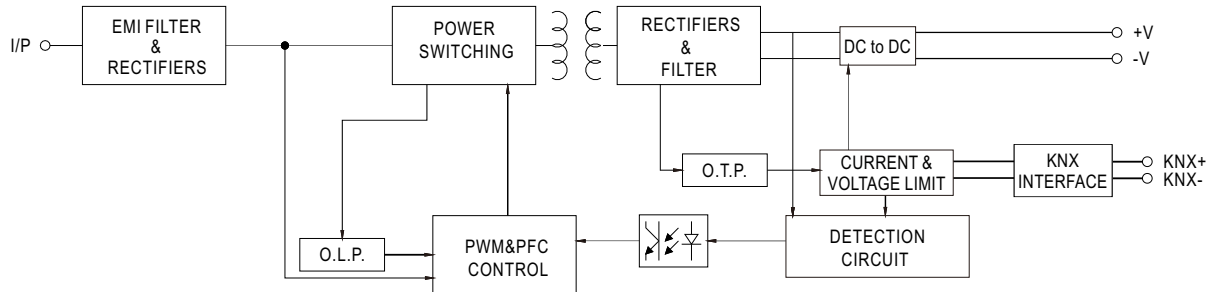 I/P
EMI FILTER
&
RECTIFIERS
POWER
SWITCHING
RECTIFIERS
&
FILTER
DC to DC
+V
-V
O.T.P.
CURRENT &
VOLTAGE LIMIT
KNX
INTERFACE
KNX+
KNX-
O.L.P.
PWM&PFC
CONTROL
DETECTION
CIRCUIT